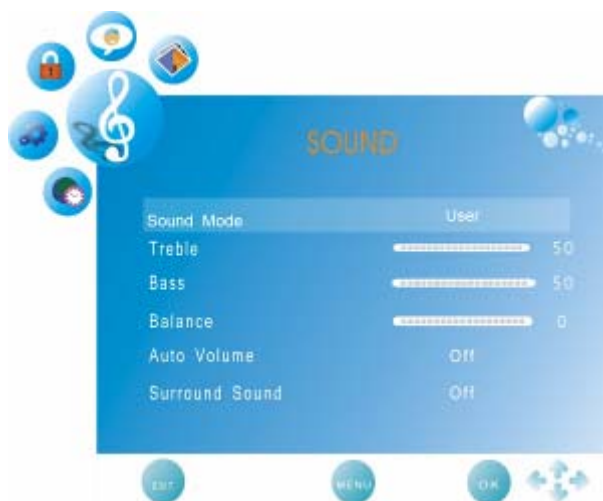 SOUND
Sound Mode User
Treble 50
Bass 50
Balance 0
Auto Volume Off
Surround Sound Off
EXIT MENU OK